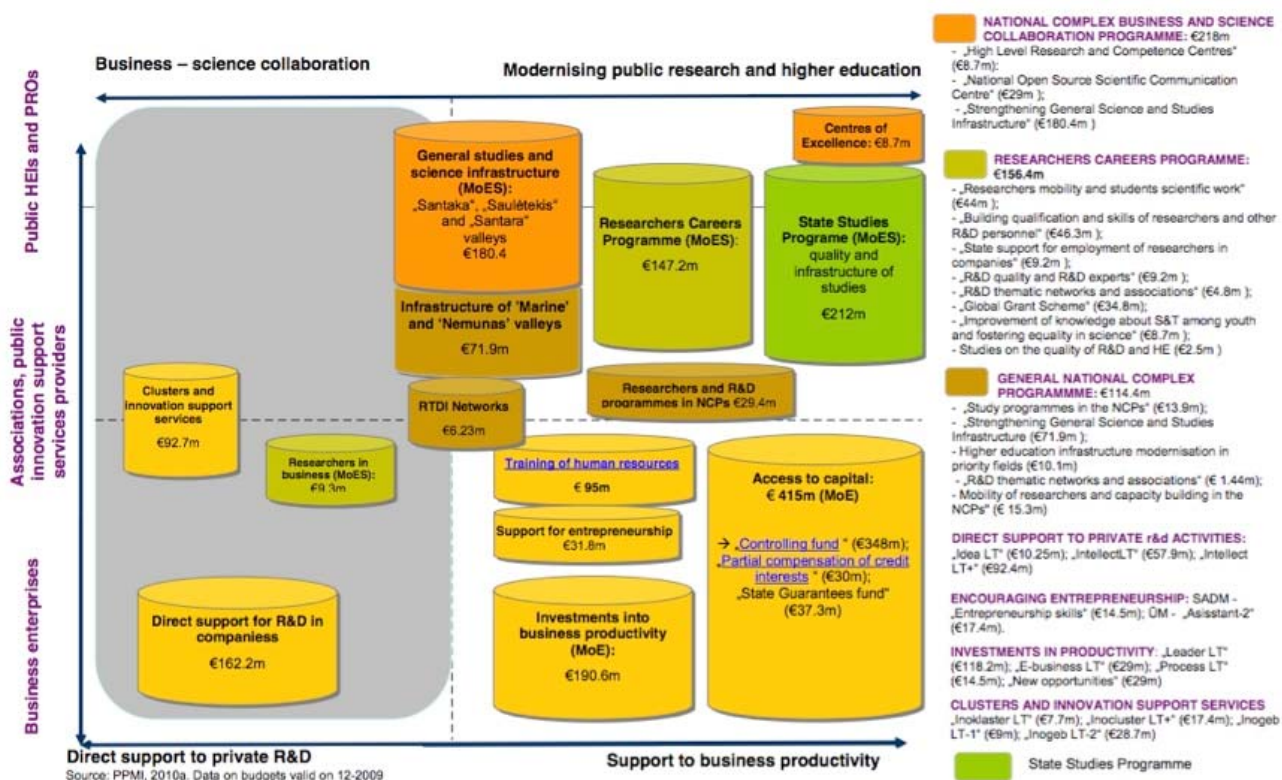 Business – science collaboration
Modernising public research and higher education
Public HEIs and PROs
Associations, public
innovation support
services providers
Business enterprises
General studies and
science infrastructure
(MoES):
„Santaka", „Saulėtekis"
and „Santara"
valleys
€180.4
Infrastructure of 'Marine'
and 'Nemunas' valleys
€71.9m
Researchers Careers
Programme (MoES):
€147.2m
Centres of
Excellence: €8.7m
State Studies
Programe (MoES):
quality and
infrastructure of
studies
€212m
Clusters and
innovation support
services
€92.7m
RTDI Networks
€6.23m
Researchers and R&D
programmes in NCPs €29.4m
Researchers in
business (MoES):
€9.3m
Training of human resources
€ 95m
Support for entrepreneurship
€31.8m
Access to capital:
€ 415m (MoE)
→ „Controlling fund " (€348m);
„Partial compensation of credit
interests " (€30m);
„State Guarantees fund"
(€37.3m)
Direct support for R&D in
companiess
€162.2m
Investments into
business productivity
(MoE):
€190.6m
Direct support to private R&D
Support to business productivity
Source: PPMI, 2010a. Data on budgets valid on 12-2009
NATIONAL COMPLEX BUSINESS AND SCIENCE
COLLABORATION PROGRAMME: €218m
- „High Level Research and Competence Centres"
(€8.7m);
- „National Open Source Scientific Communication
Centre" (€29m );
- „Strengthening General Science and Studies
Infrastructure" (€180.4m )
RESEARCHERS CAREERS PROGRAMME:
€156.4m
- „Researchers mobility and students scientific work"
(€44m)
- „Building qualification and skills of researchers and other
R&D personnel" (€46.3m );
- „State support for employment of researchers in
companies" (€9.2m );
- „R&D quality and R&D experts" (€9.2m );
- „R&D thematic networks and associations" (€4.8m );
- „Global Grant Scheme" (€34.8m);
- „Improvement of knowledge about S&T among youth
and fostering equality in science" (€8.7m );
- Studies on the quality of R&D and HE (€2.5m )
GENERAL NATIONAL COMPLEX
PROGRAMMME: €114.4m
- „Study programmes in the NCPs" (€13.9m);
- „Strengthening General Science and Studies
Infrastructure (€71.9m );
- Higher education infrastructure modernisation in
priority fields (€10.1m)
- „R&D thematic networks and associations" (€ 1.44m);
- Mobility of researchers and capacity building in the
NCPs" (€ 15.3m)
DIRECT SUPPORT TO PRIVATE r&d ACTIVITIES:
„Idea LT" (€10.25m); „IntellectLT" (€57.9m); „Intellect
LT+" (€92.4m)
ENCOURAGING ENTREPRENEURSHIP: SADM -
„Entrepreneurship skills" (€14.5m); ŪM - „Asisstant-2"
(€17.4m).
INVESTMENTS IN PRODUCTIVITY: „Leader LT"
(€118.2m); „E-business LT" (€29m); „Process LT"
(€14.5m); „New opportunities" (€29m)
CLUSTERS AND INNOVATION SUPPORT SERVICES
„Inoklaster LT" (€7.7m); „Inocluster LT+" (€17.4m); „Inogeb
LT-1" (€9m); „Inogeb LT-2" (€28.7m)
State Studies Programme